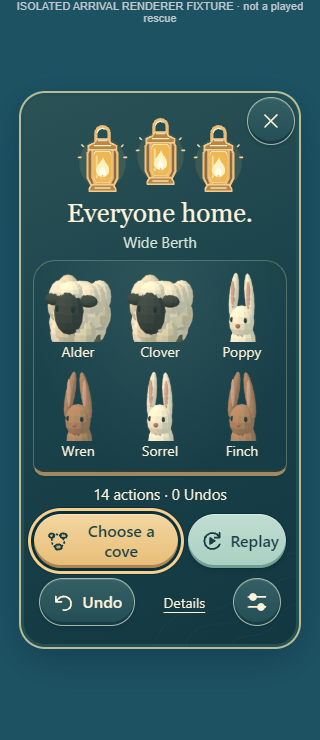 ISOLATED ARRIVAL RENDERER FIXTURE · not a played
rescue
Everyone home.
Wide Berth
Alder
Clover
Poppy
Wren
Sorrel
Finch
14 actions · 0 Undos
Choose a
cove
Replay
Undo
Details